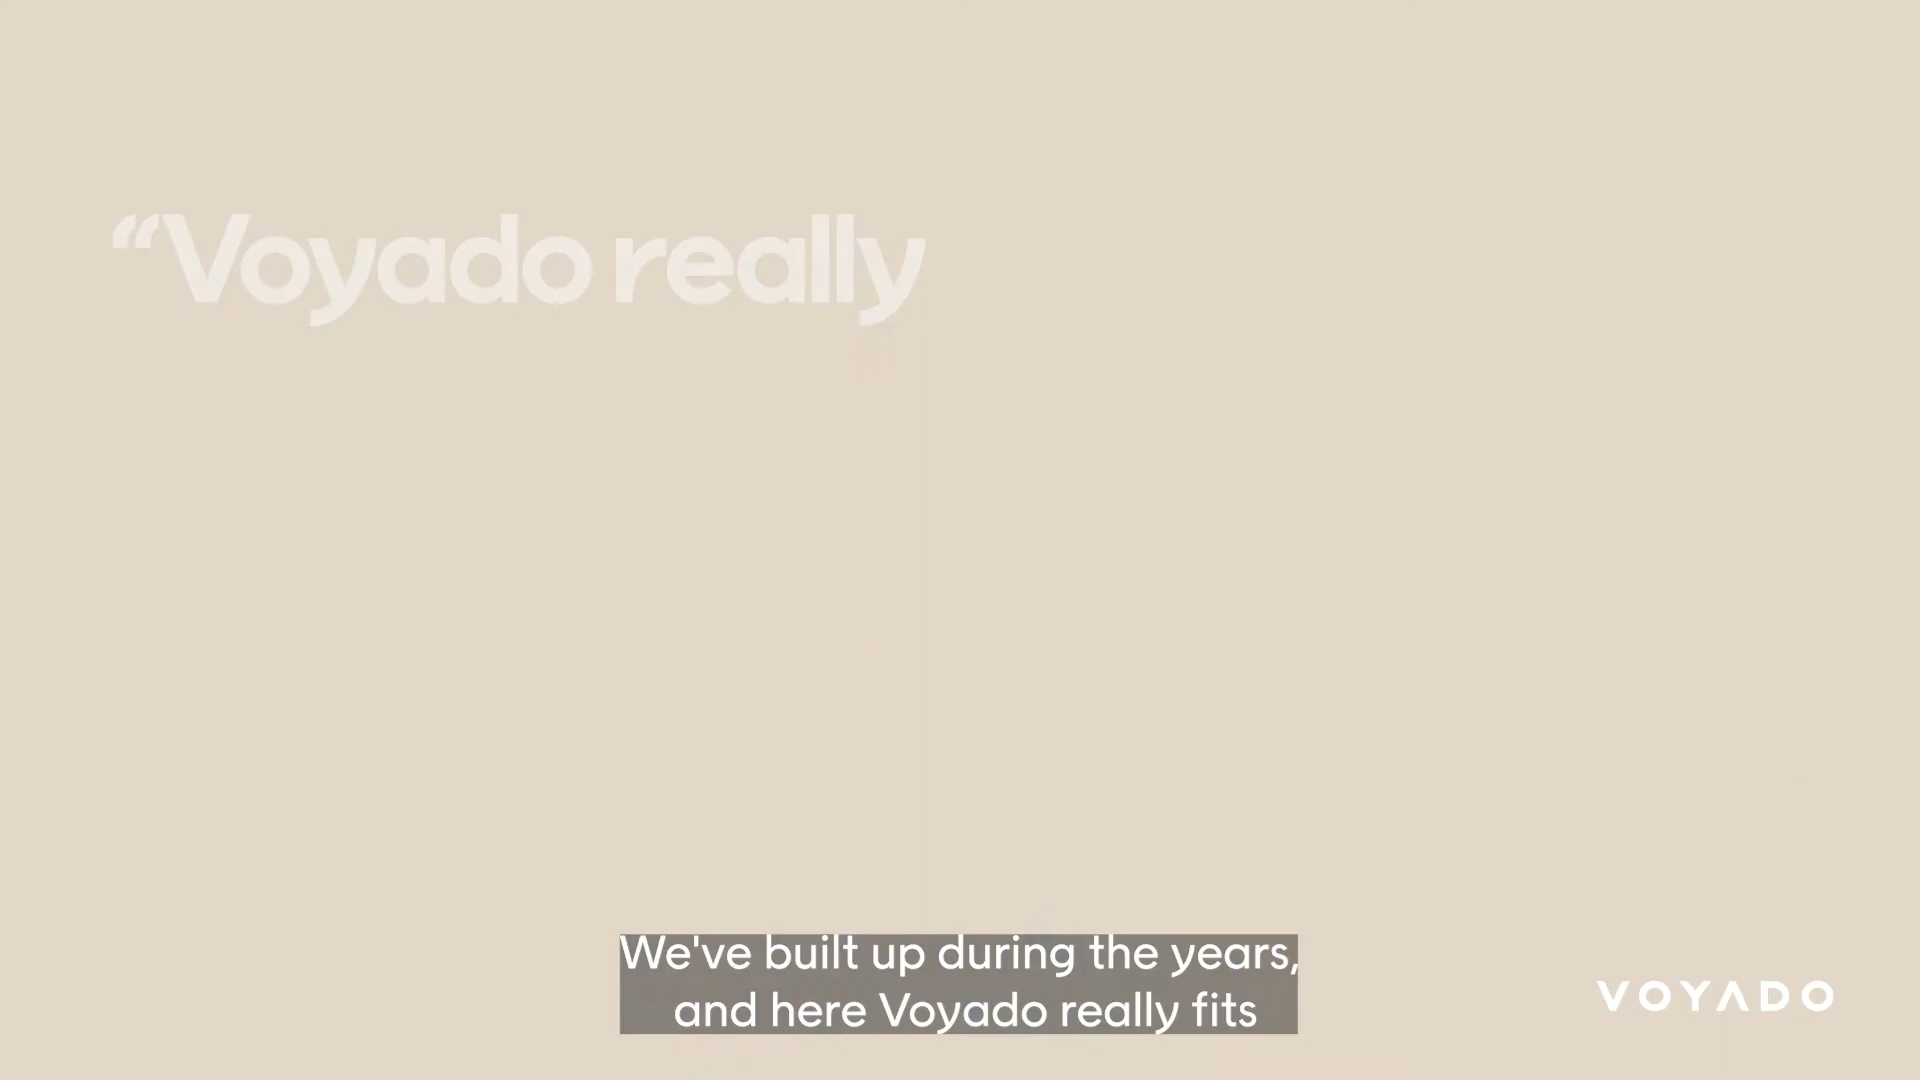 “Voyado really
We've built up during the years,
and here Voyado really fits
VOYADO